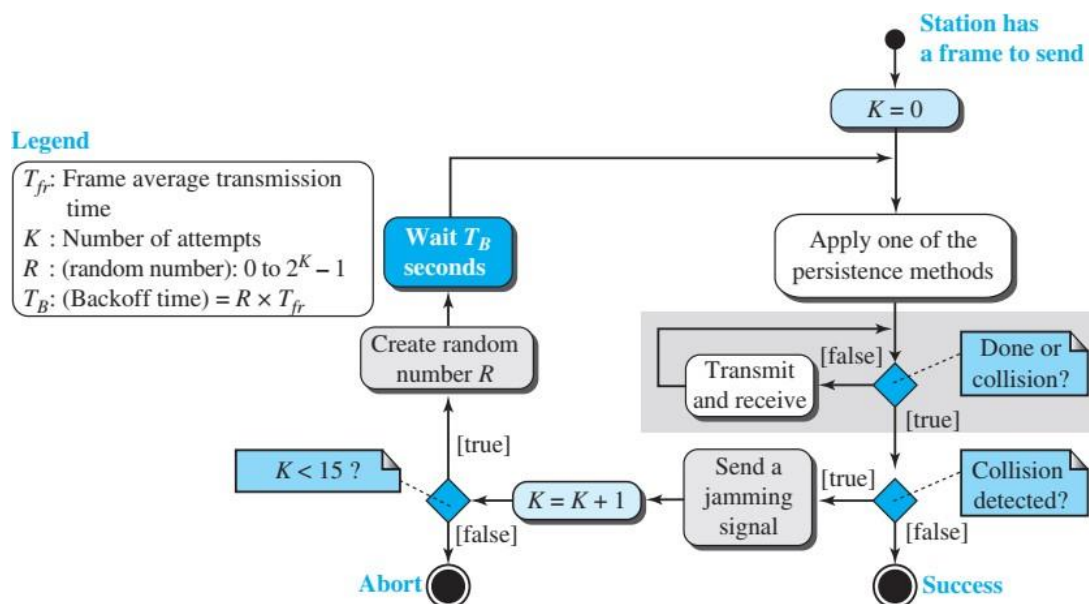 Station has
a frame to send
K = 0
Legend
T_fr: Frame average transmission
time
K : Number of attempts
R : (random number): 0 to 2^K – 1
T_B: (Backoff time) = R × T_fr
Wait T_B
seconds
Apply one of the
persistence methods
Create random
number R
[false]
Transmit
and receive
Done or
collision?
[true]
[true]
K < 15 ?
Send a
jamming
signal
[true]
Collision
detected?
K = K + 1
[false]
[false]
Abort
Success